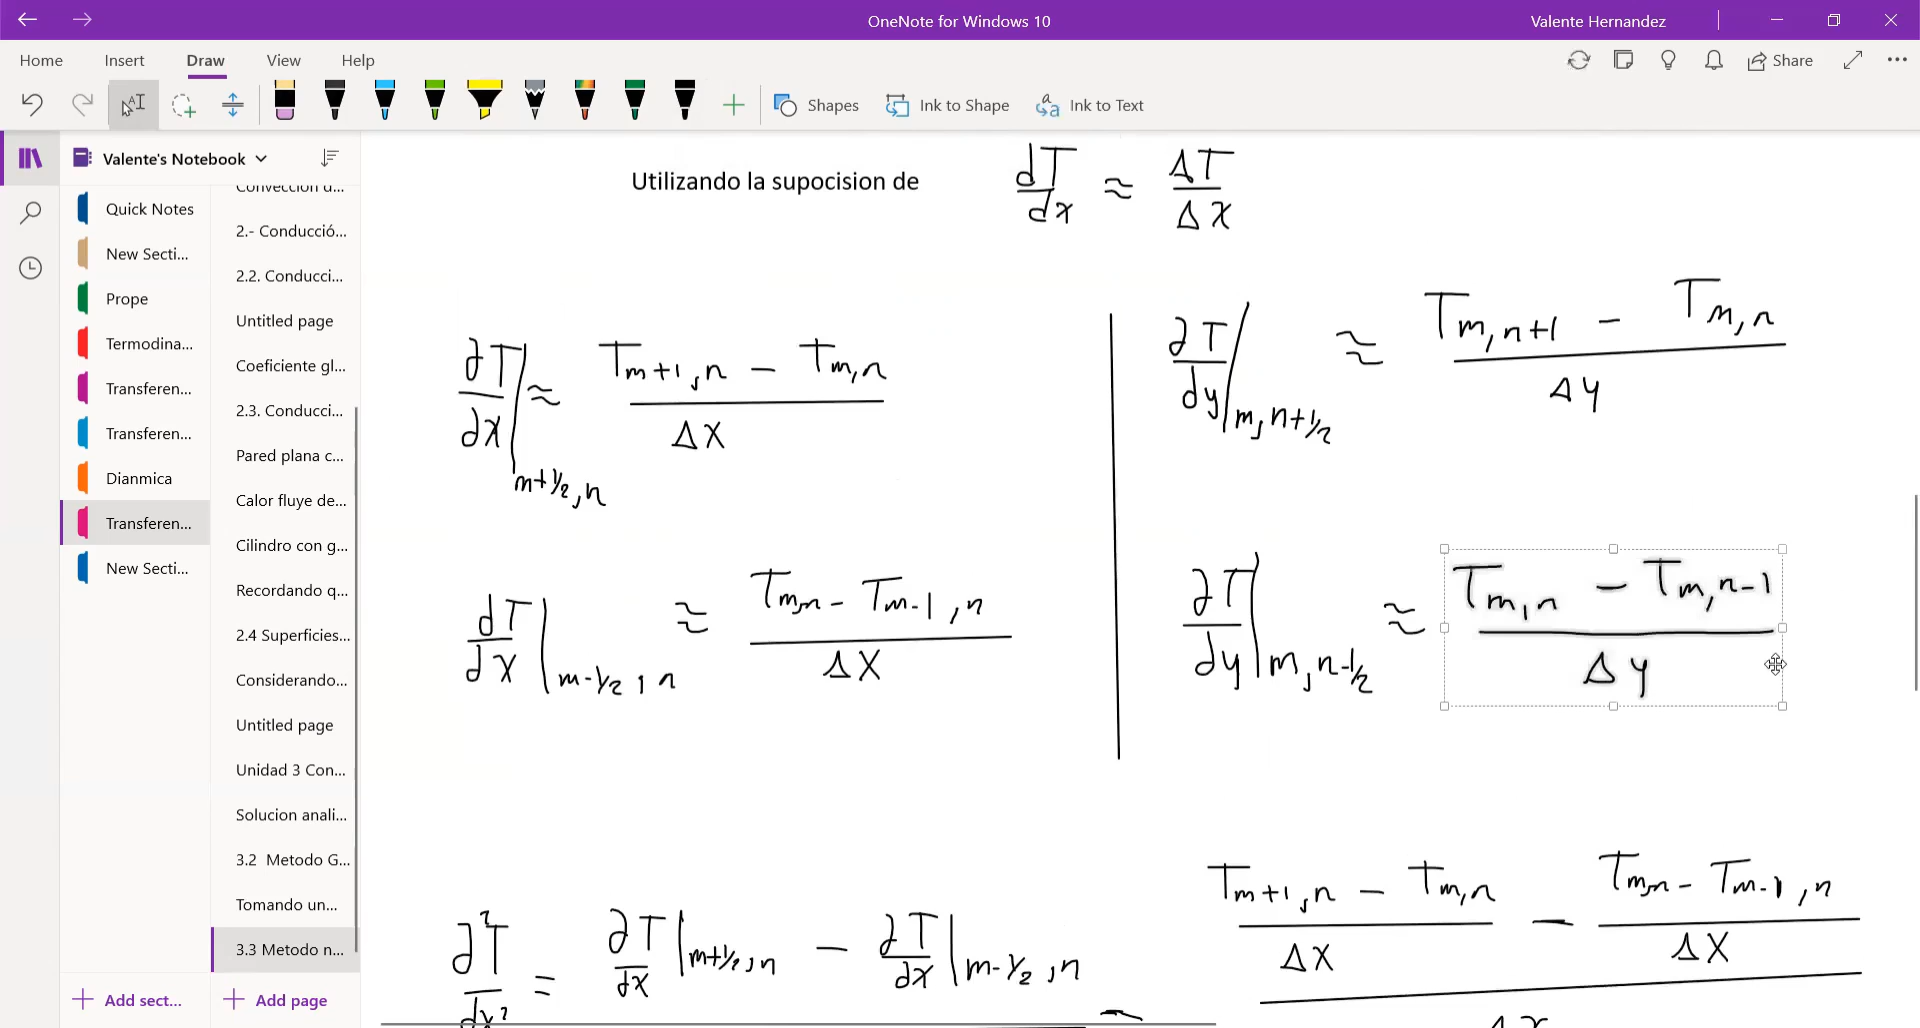 OneNote for Windows 10
Valente Hernandez
Home Insert Draw View Help
Share
Shapes Ink to Shape Ink to Text
Valente's Notebook
Quick Notes
New Secti...
Prope
Termodina...
Transferen...
Transferen...
Dianmica
Transferen...
New Secti...
Add sect...
2.- Conducció...
2.2. Conducci...
Untitled page
Coeficiente gl...
2.3. Conducci...
Pared plana c...
Calor fluye de...
Cilindro con g...
Recordando q...
2.4 Superficies...
Considerando...
Untitled page
Unidad 3 Con...
Solucion anali...
3.2 Metodo G...
Tomando un...
3.3 Metodo n...
Add page
Utilizando la supocision de dT/dx ≈ ΔT/Δx
∂T/∂x|m+1/2,n ≈ Tm+1,n - Tm,n / Δx
∂T/dy|m,n+1/2 ≈ Tm,n+1 - Tm,n / Δy
dT/dx|m-1/2,n ≈ Tm,n - Tm-1,n / Δx
∂T/dy|m,n-1/2 ≈ Tm,n - Tm,n-1 / Δy
∂²T/dx² = ∂T/∂x|m+1/2,n - ∂T/∂x|m-1/2,n
Tm+1,n - Tm,n / Δx - Tm,n - Tm-1,n / Δx